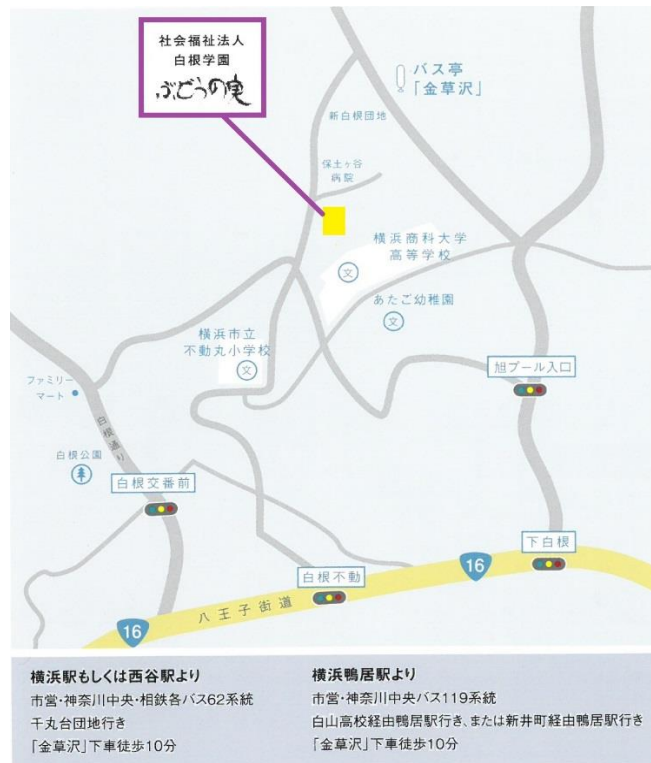 社会福祉法人
白根学園
ぶどうの実
バス亭
「金草沢」
新白根団地
保土ヶ谷
病院
横浜商科大学
高等学校
文
あたご幼稚園
文
横浜市立
不動丸小学校
文
ファミリー
マート
白根通り
旭プール入口
白根公園
白根交番前
下白根
16
白根不動
八王子街道
16
横浜駅もしくは西谷駅より
市営・神奈川中央・相鉄各バス62系統
千丸台団地行き
「金草沢」下車徒歩10分
横浜鴨居駅より
市営・神奈川中央バス119系統
白山高校経由鴨居駅行き、または新井町経由鴨居駅行き
「金草沢」下車徒歩10分